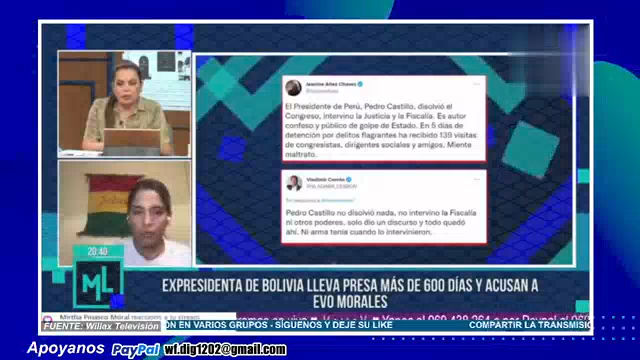 Jeanine Añez Chavez
El Presidente de Perú, Pedro Castillo, disolvió el
Congreso, intervino la Justicia y la Fiscalía. Es autor
confeso y público de golpe de Estado. En 5 días de
detención por delitos flagrantes ha recibido 139 visitas
de congresistas, dirigentes sociales y amigos. Miente
maltrato.
Vladimir Cerrón
Pedro Castillo no disolvió nada, no intervino la Fiscalía
ni otros poderes, solo dio un discurso y todo quedó
ahí. Ni arma tenía cuando lo intervinieron.
20:40
ML
EXPRESIDENTA DE BOLIVIA LLEVA PRESA MÁS DE 600 DÍAS Y ACUSAN A
EVO MORALES
FUENTE: Willax Televisión
ÓN EN VARIOS GRUPOS - SÍGUENOS Y DEJE SU LIKE
COMPARTIR LA TRANSMISIÓ
Apoyanos PayPal wl.dig1202@gmail.com